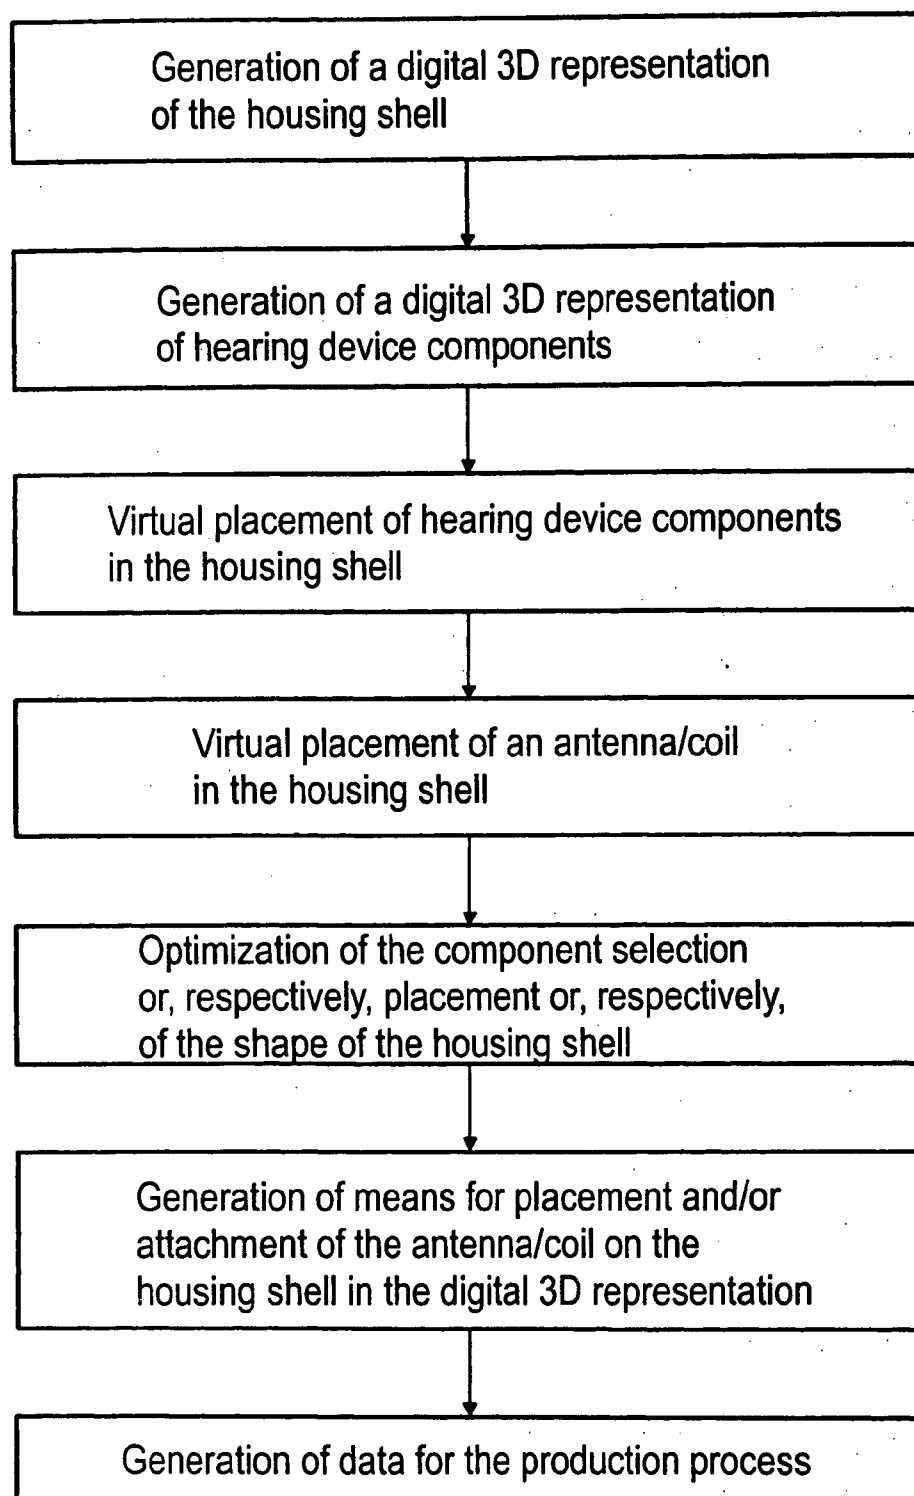 Generation of a digital 3D representation
of the housing shell
Generation of a digital 3D representation
of hearing device components
Virtual placement of hearing device components
in the housing shell
Virtual placement of an antenna/coil
in the housing shell
Optimization of the component selection
or, respectively, placement or, respectively,
of the shape of the housing shell
Generation of means for placement and/or
attachment of the antenna/coil on the
housing shell in the digital 3D representation
Generation of data for the production process